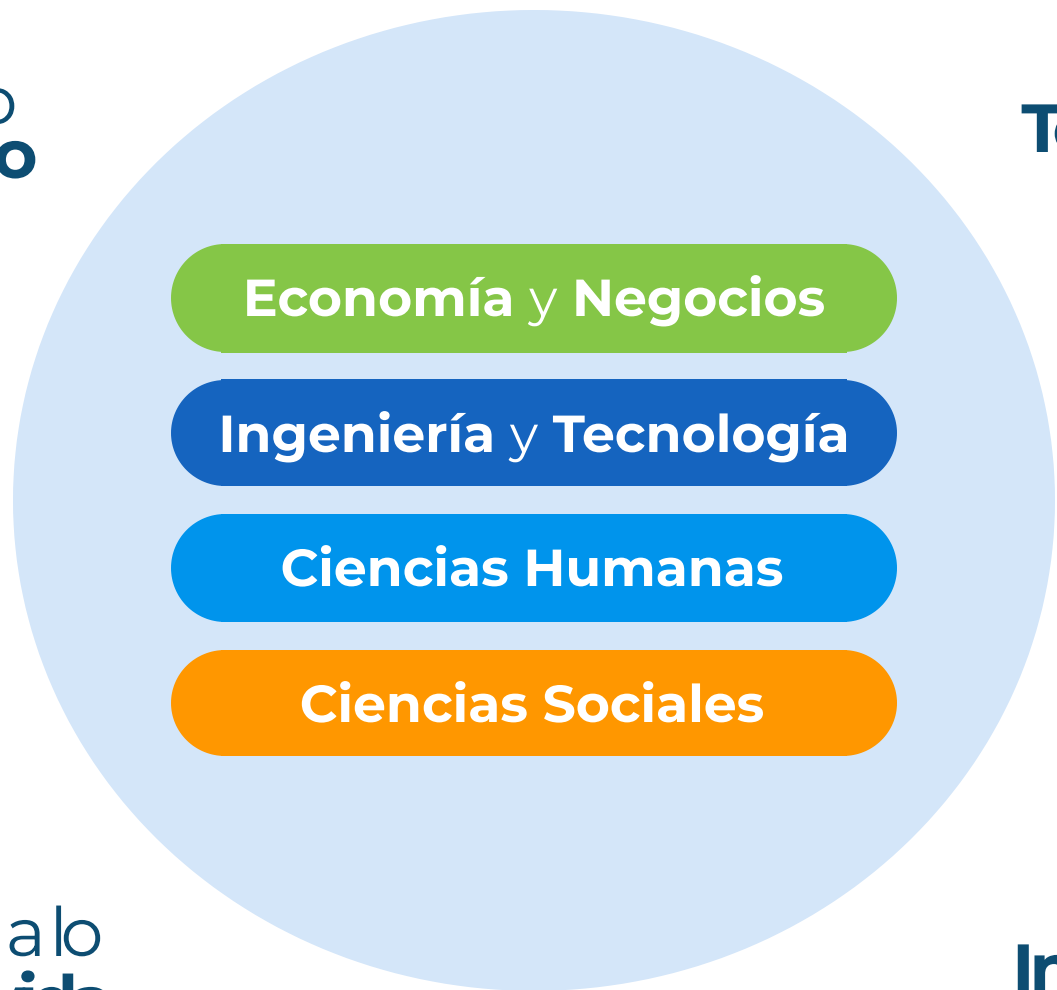 Economía y Negocios
Ingeniería y Tecnología
Ciencias Humanas
Ciencias Sociales
a lo